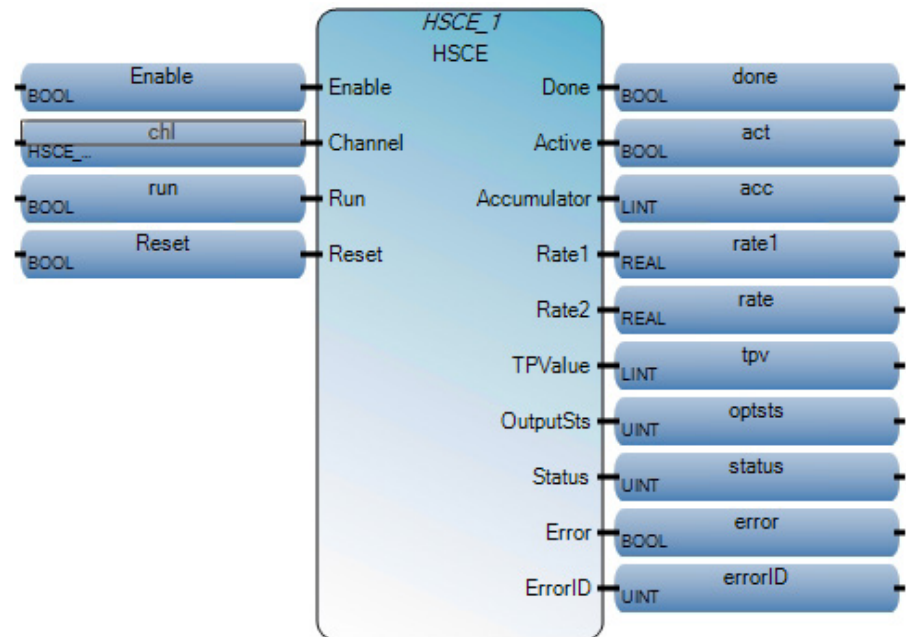 HSCE_1
HSCE
Enable
BOOL
Enable
Done
done
BOOL
chl
HSCE_...
Channel
Active
act
BOOL
run
BOOL
Run
Accumulator
acc
LINT
Reset
BOOL
Reset
Rate1
rate1
REAL
Rate2
rate
REAL
TPValue
tpv
LINT
OutputSts
optsts
UINT
Status
status
UINT
Error
error
BOOL
ErrorID
errorID
UINT